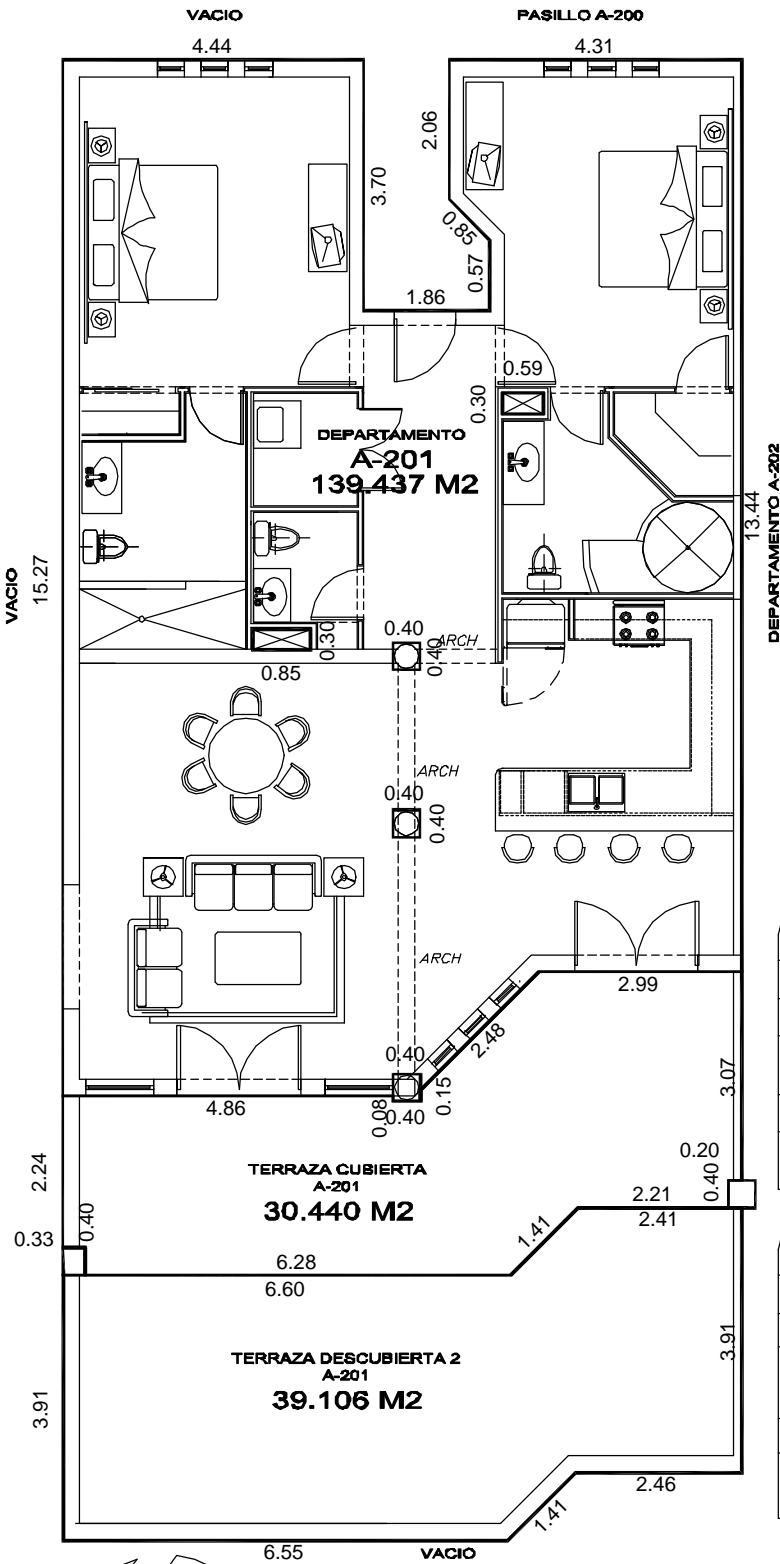 VACIO
PASILLO A-200
4.44
4.31
2.06
3.70
0.85
0.57
1.86
0.59
0.30
DEPARTAMENTO
A-201
139.437 M2
DEPARTAMENTO A-202
13.44
VACIO
15.27
0.30
0.40
0.40
ARCH
0.85
ARCH
0.40
0.40
ARCH
2.99
2.48
0.40
0.15
3.07
4.86
0.08
0.40
2.24
TERRAZA CUBIERTA
A-201
30.440 M2
0.20
0.40
2.21
2.41
0.40
0.33
1.41
6.28
6.60
TERRAZA DESCUBIERTA 2
A-201
39.106 M2
3.91
3.91
2.46
1.41
6.55
VACIO